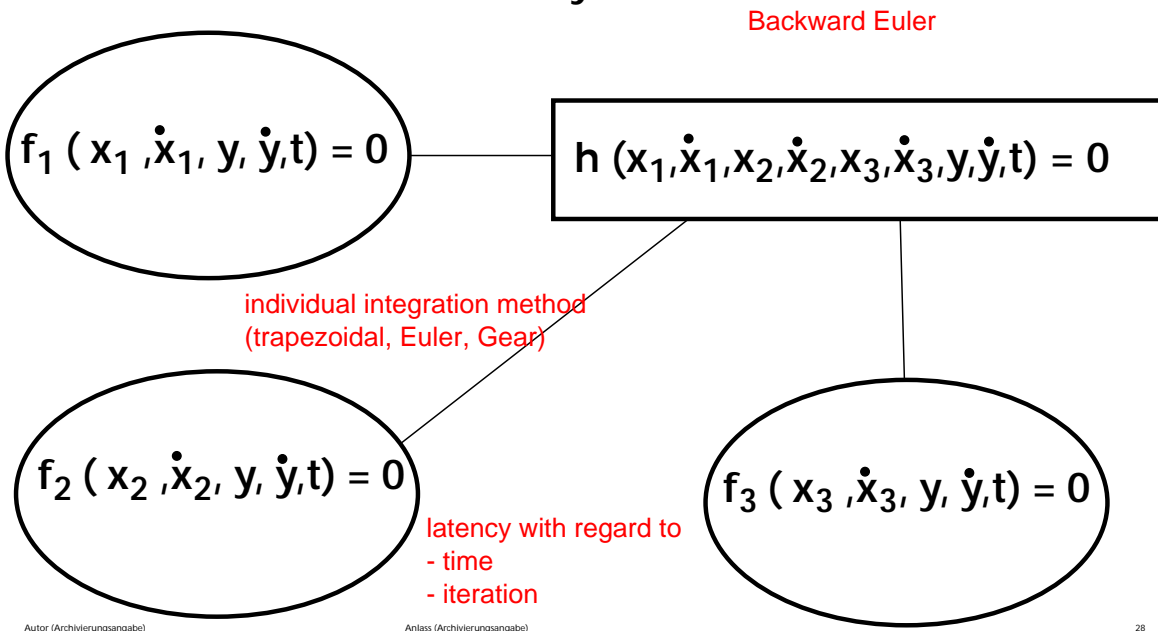 Backward Euler
f₁ ( x₁ ,ẋ₁, y, ẏ,t) = 0
h (x₁,ẋ₁,x₂,ẋ₂,x₃,ẋ₃,y,ẏ,t) = 0
individual integration method
(trapezoidal, Euler, Gear)
f₂ ( x₂ ,ẋ₂, y, ẏ,t) = 0
f₃ ( x₃ ,ẋ₃, y, ẏ,t) = 0
latency with regard to
- time
- iteration
Autor (Archivierungsangabe)
Anlass (Archivierungsangabe)
28